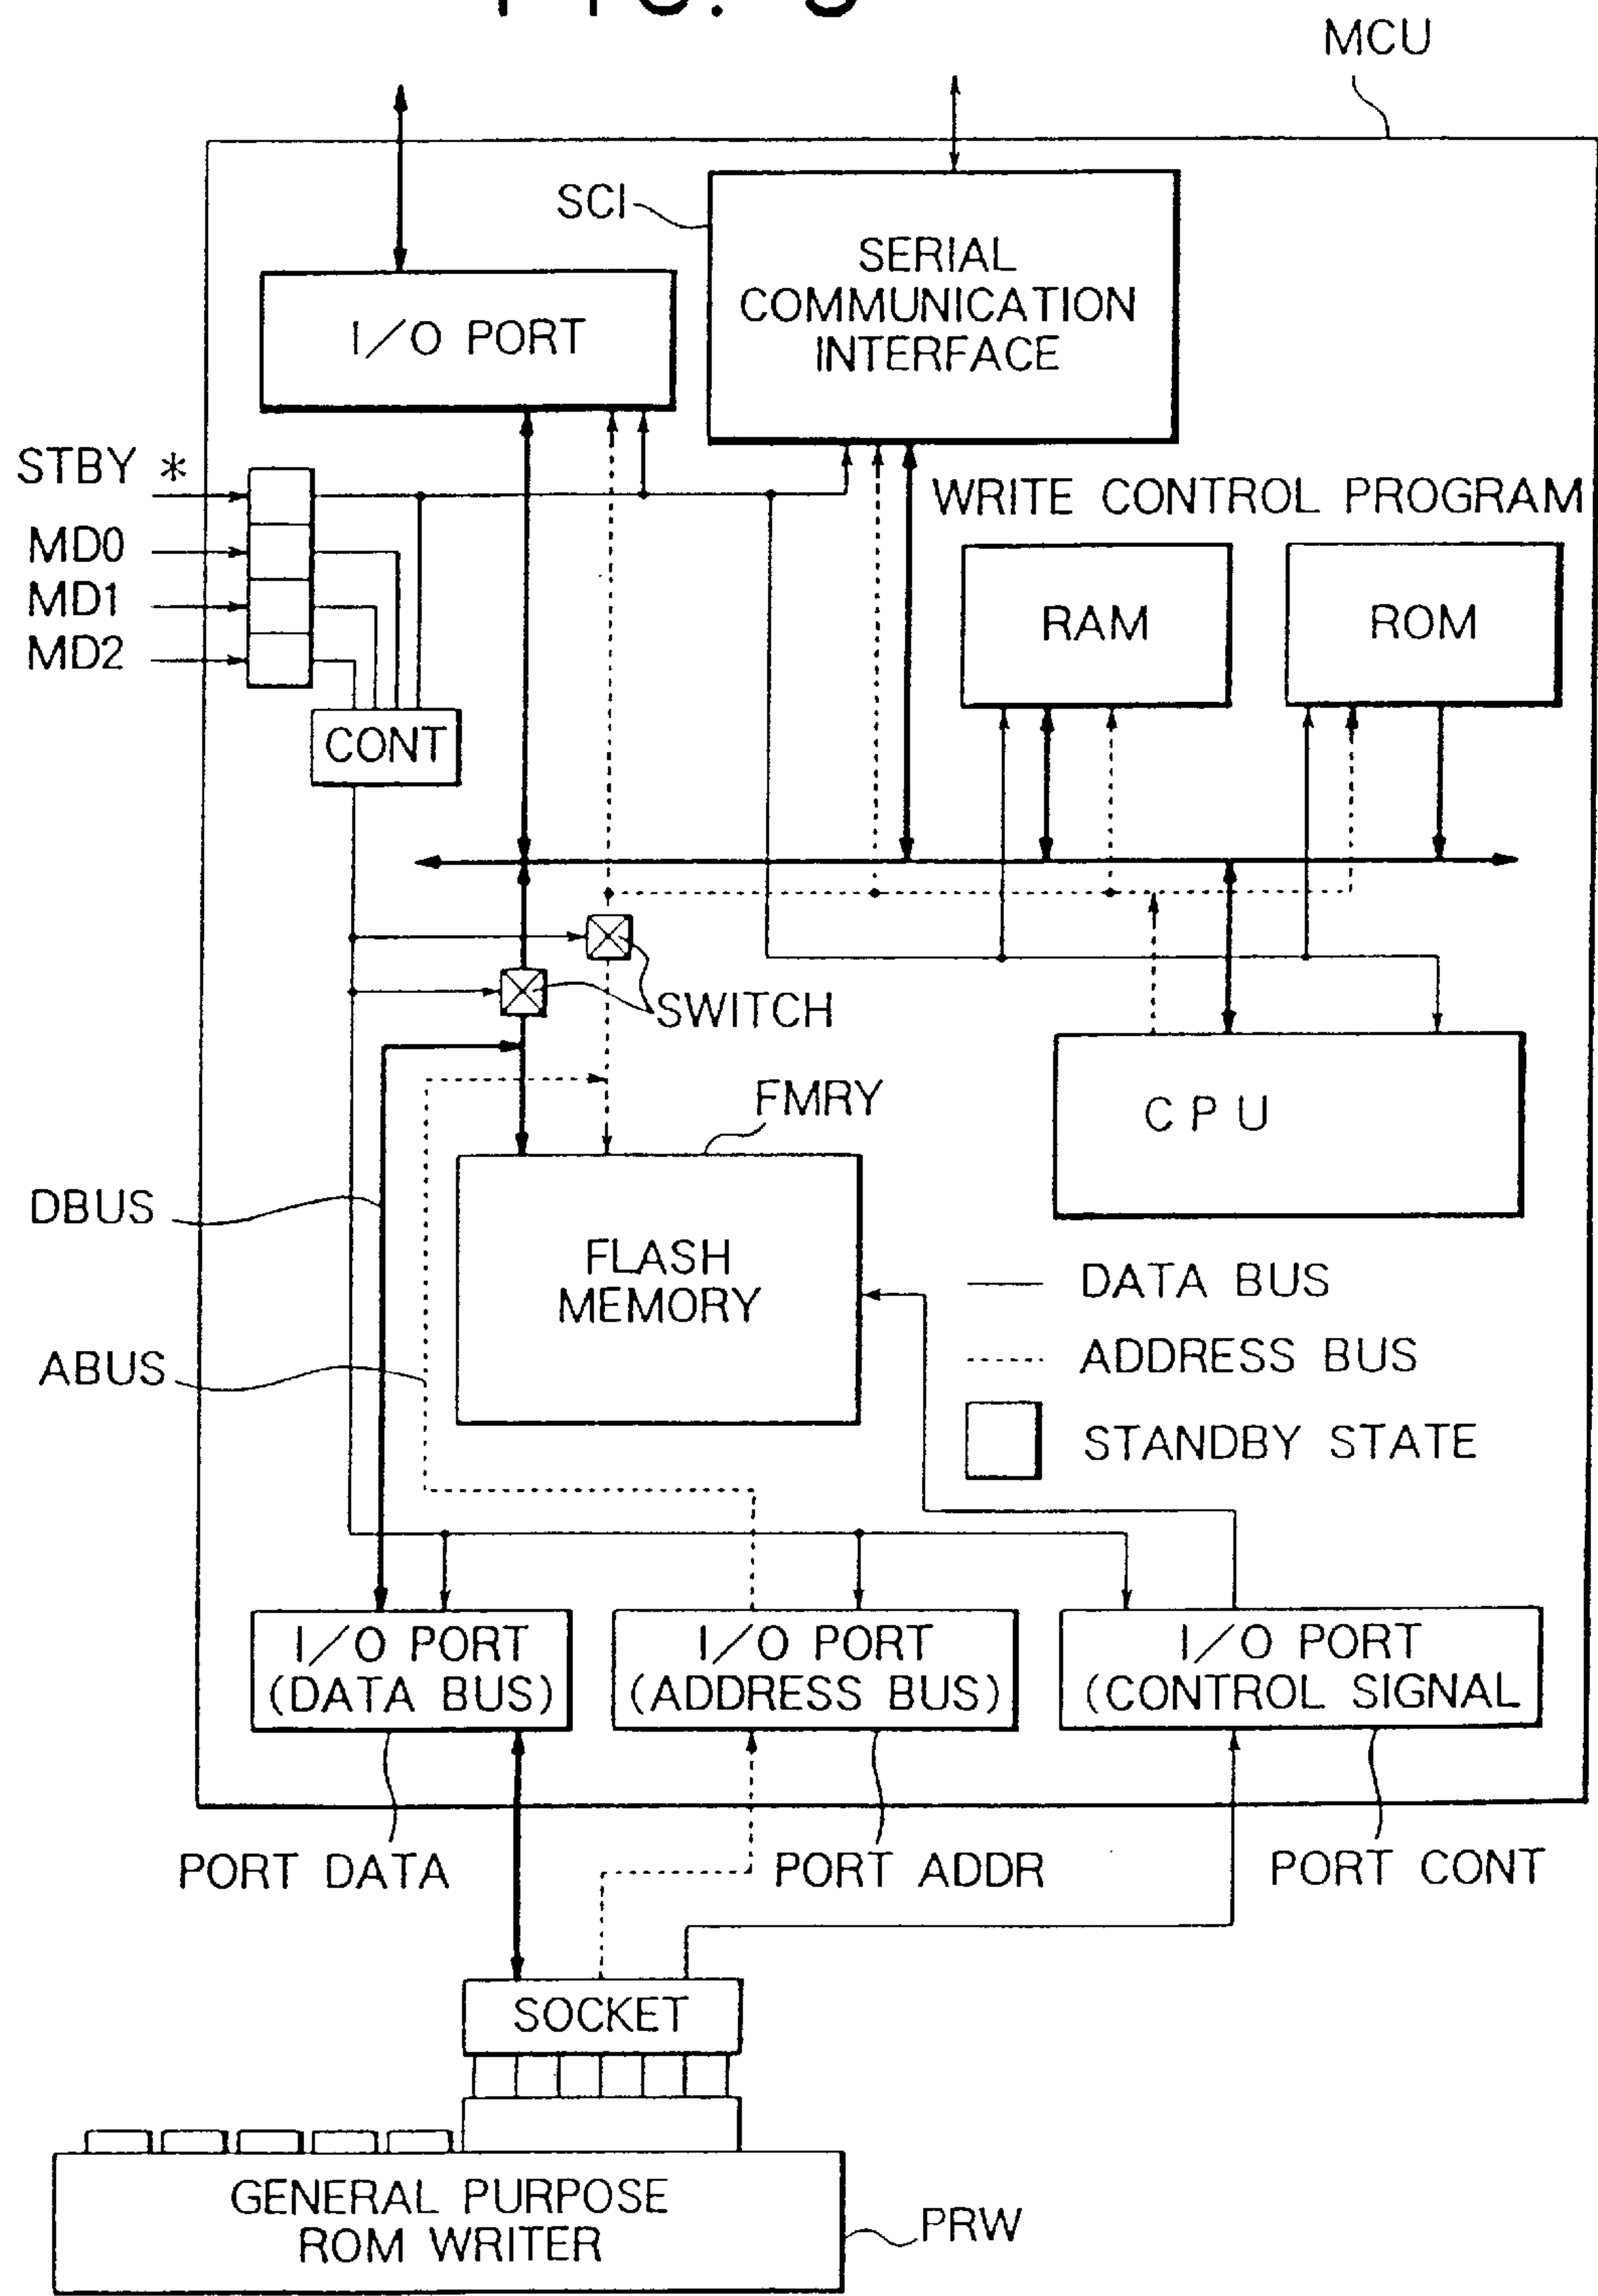 MCU
SCI
SERIAL
COMMUNICATION
INTERFACE
I/O PORT
STBY *
MD0
MD1
MD2
WRITE CONTROL PROGRAM
RAM
ROM
CONT
SWITCH
FMRY
CPU
DBUS
FLASH
MEMORY
DATA BUS
ADDRESS BUS
STANDBY STATE
ABUS
I/O PORT
(DATA BUS)
I/O PORT
(ADDRESS BUS)
I/O PORT
(CONTROL SIGNAL
PORT DATA
PORT ADDR
PORT CONT
SOCKET
GENERAL PURPOSE
ROM WRITER
PRW